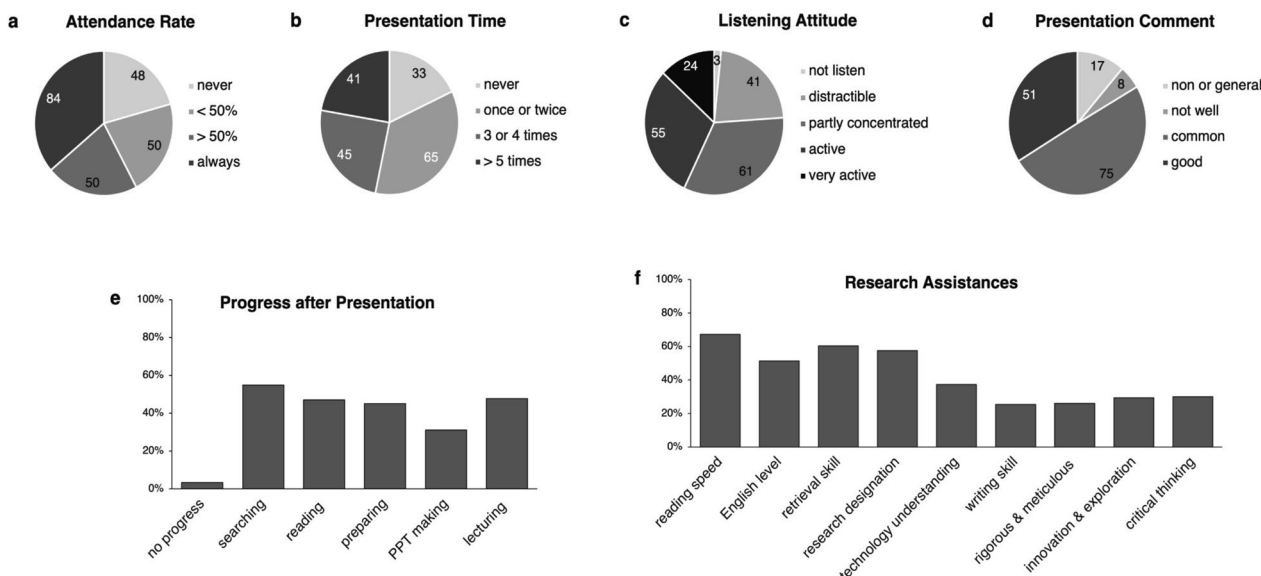 a Attendance Rate
48
50
50
84
never
< 50%
> 50%
always
b Presentation Time
33
65
45
41
never
once or twice
3 or 4 times
> 5 times
c Listening Attitude
3
41
61
55
24
not listen
distractible
partly concentrated
active
very active
d Presentation Comment
17
8
75
51
non or general
not well
common
good
e Progress after Presentation
100%
80%
60%
40%
20%
0%
no progress
searching
reading
preparing
PPT making
lecturing
f Research Assistances
100%
80%
60%
40%
20%
0%
reading speed
English level
retrieval skill
research designation
technology understanding
writing skill
rigorous & meticulous
innovation & exploration
critical thinking